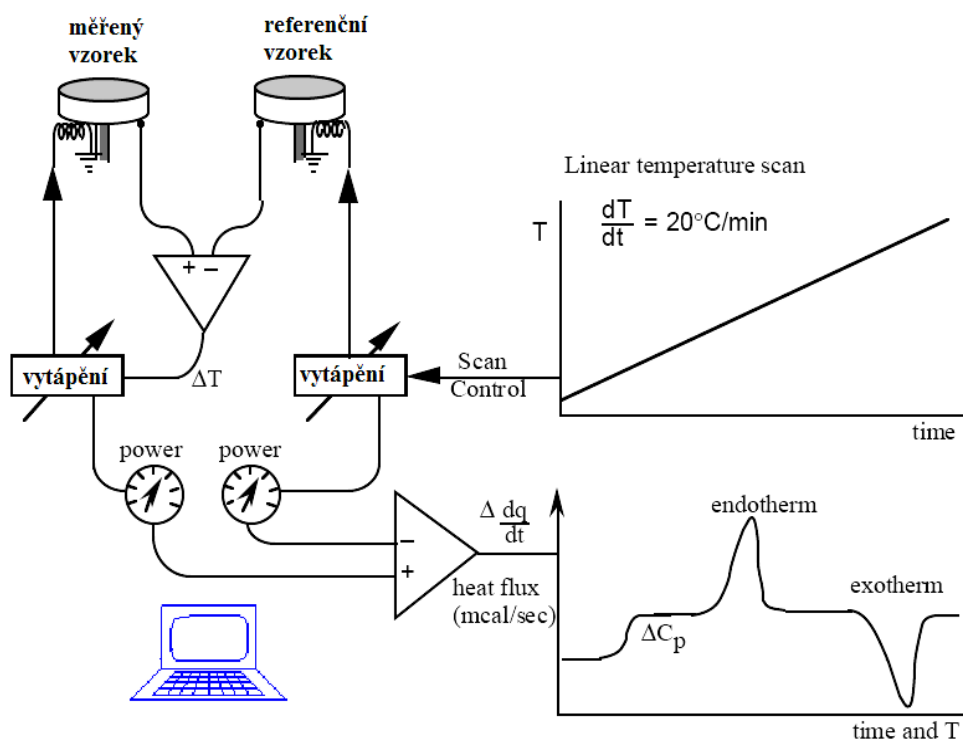 měřený
vzorek
referenční
vzorek
+ −
vytápění
ΔT
vytápění
Scan
Control
Linear temperature scan
T
dT
dt
= 20°C/min
time
power
power
−
+
Δ dq
dt
heat flux
(mcal/sec)
endotherm
exotherm
ΔCp
time and T